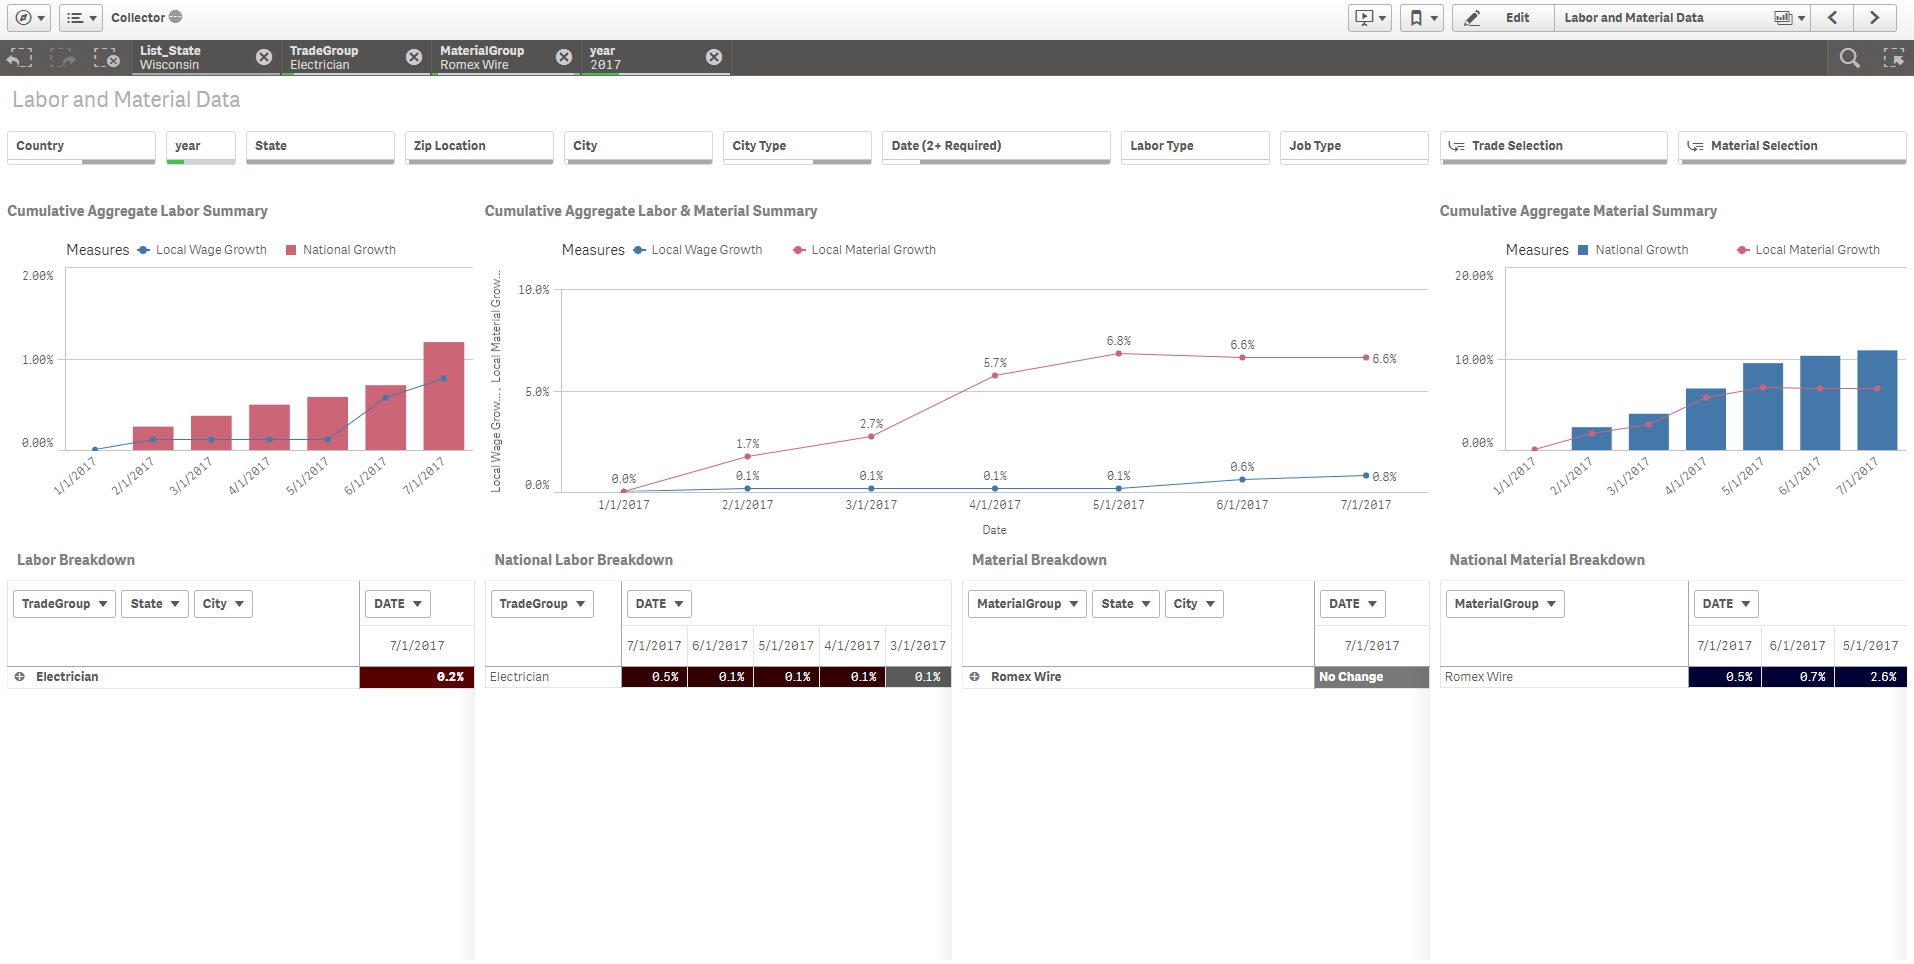 Collector
Edit
Labor and Material Data
List_State
Wisconsin
TradeGroup
Electrician
MaterialGroup
Romex Wire
year
2017
Labor and Material Data
Country
year
State
Zip Location
City
City Type
Date (2+ Required)
Labor Type
Job Type
Trade Selection
Material Selection
Cumulative Aggregate Labor Summary
Measures Local Wage Growth National Growth
2.00%
1.00%
0.00%
1/1/2017 2/1/2017 3/1/2017 4/1/2017 5/1/2017 6/1/2017 7/1/2017
Cumulative Aggregate Labor & Material Summary
Measures Local Wage Growth Local Material Growth
Local Wage Grow..., Local Material Grow...
10.0%
5.0%
0.0%
0.0% 1.7% 2.7% 5.7% 6.8% 6.6% 6.6%
0.1% 0.1% 0.1% 0.1% 0.6% 0.8%
1/1/2017 2/1/2017 3/1/2017 4/1/2017 5/1/2017 6/1/2017 7/1/2017
Date
Cumulative Aggregate Material Summary
Measures National Growth Local Material Growth
20.00%
10.00%
0.00%
1/1/2017 2/1/2017 3/1/2017 4/1/2017 5/1/2017 6/1/2017 7/1/2017
Labor Breakdown
TradeGroup State City DATE
7/1/2017
Electrician 0.2%
National Labor Breakdown
TradeGroup DATE
7/1/2017 6/1/2017 5/1/2017 4/1/2017 3/1/2017
Electrician 0.5% 0.1% 0.1% 0.1% 0.1%
Material Breakdown
MaterialGroup State City DATE
7/1/2017
Romex Wire No Change
National Material Breakdown
MaterialGroup DATE
7/1/2017 6/1/2017 5/1/2017
Romex Wire 0.5% 0.7% 2.6%